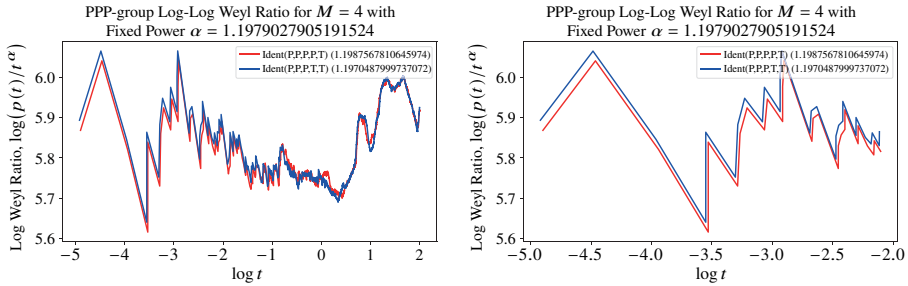 PPP-group Log-Log Weyl Ratio for M = 4 with
Fixed Power α = 1.1979027905191524
Log Weyl Ratio, log(p(t)/t^α)
6.0
5.9
5.8
5.7
5.6
Ident(P,P,P,P,T) (1.1987567810645974)
Ident(P,P,P,T,T) (1.1970487999737072)
−5 −4 −3 −2 −1 0 1 2
log t
PPP-group Log-Log Weyl Ratio for M = 4 with
Fixed Power α = 1.1979027905191524
Log Weyl Ratio, log(p(t)/t^α)
6.0
5.9
5.8
5.7
5.6
Ident(P,P,P,P,T) (1.1987567810645974)
Ident(P,P,P,T,T) (1.1970487999737072)
−5.0 −4.5 −4.0 −3.5 −3.0 −2.5 −2.0
log t